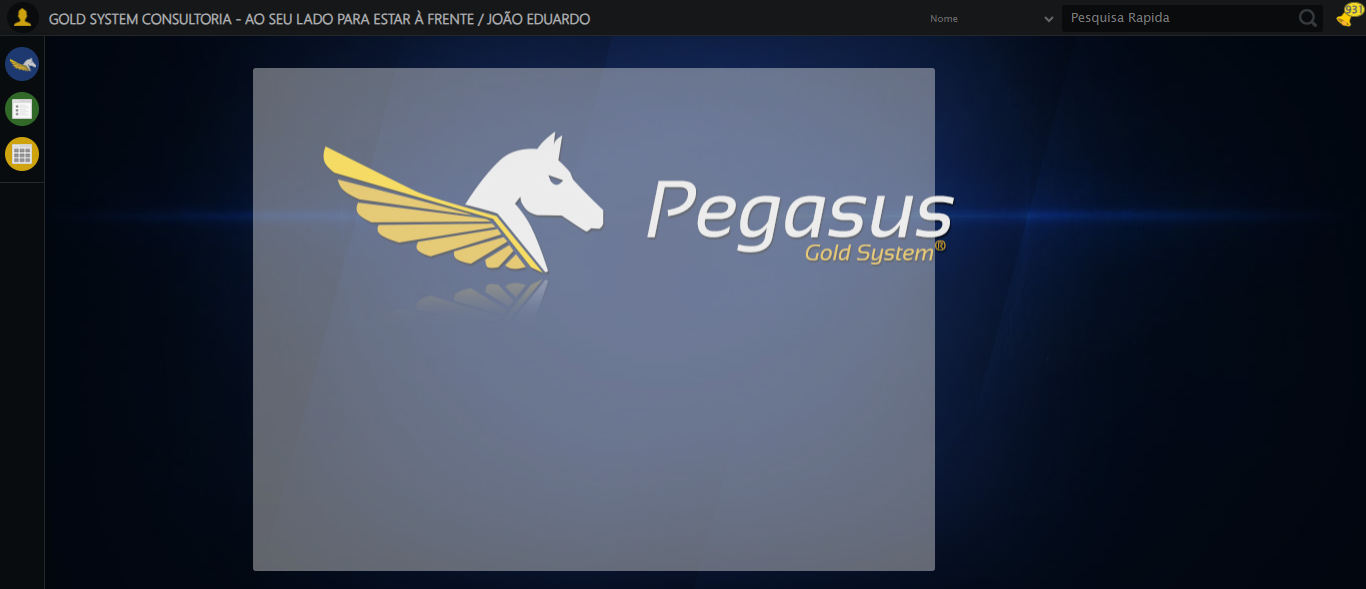 GOLD SYSTEM CONSULTORIA - AO SEU LADO PARA ESTAR À FRENTE / JOÃO EDUARDO
Nome
Pesquisa Rapida
931
Pegasus
Gold System®